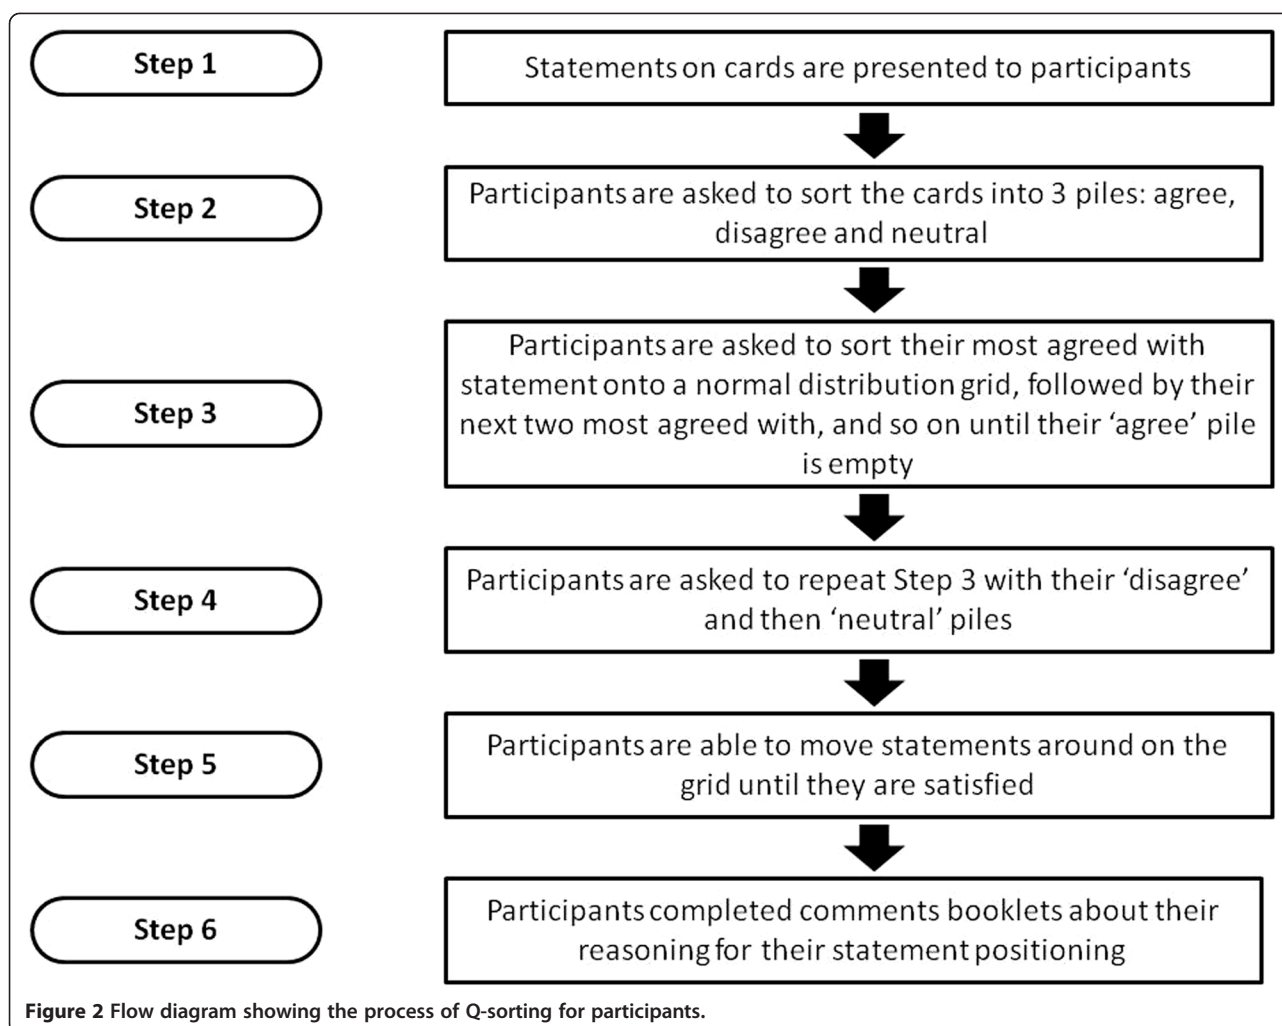 Step 1
Statements on cards are presented to participants
Step 2
Participants are asked to sort the cards into 3 piles: agree,
disagree and neutral
Step 3
Participants are asked to sort their most agreed with
statement onto a normal distribution grid, followed by their
next two most agreed with, and so on until their ‘agree’ pile
is empty
Step 4
Participants are asked to repeat Step 3 with their ‘disagree’
and then ‘neutral’ piles
Step 5
Participants are able to move statements around on the
grid until they are satisfied
Step 6
Participants completed comments booklets about their
reasoning for their statement positioning
Figure 2 Flow diagram showing the process of Q-sorting for participants.